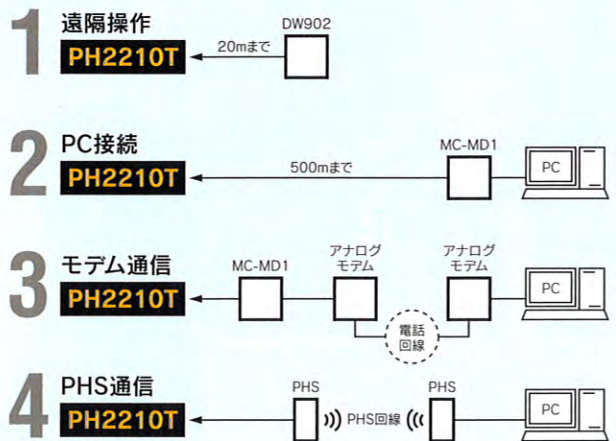 1 遠隔操作
DW902
PH2210T
20mまで
2 PC接続
MC-MD1
PH2210T
500mまで
PC
3 モデム通信
MC-MD1
アナログ
モデム
アナログ
モデム
PH2210T
PC
電話
回線
4 PHS通信
PHS
PHS
PH2210T
PHS回線
PC